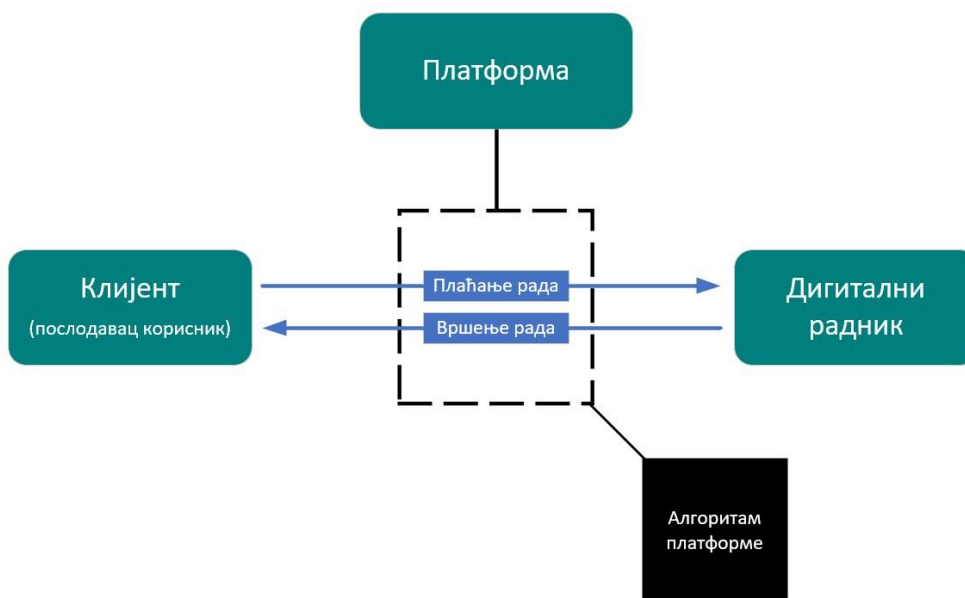 Платформа
Клијент
(послодавац корисник)
Плаћање рада
Вршење рада
Дигитални
радник
Алгоритам
платформе